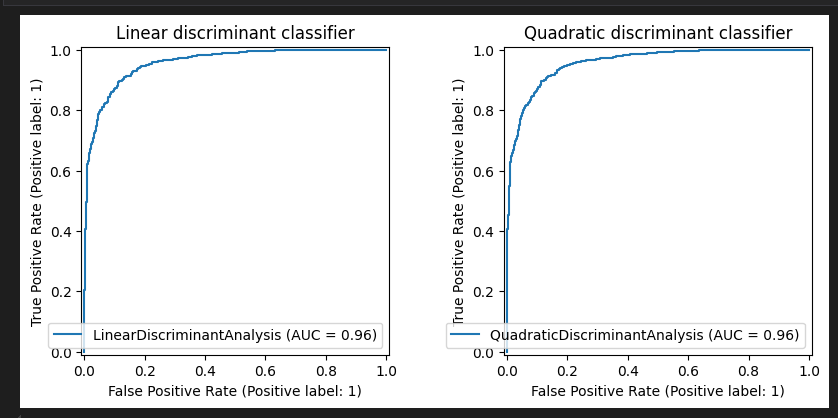 Linear discriminant classifier
1.0
0.8
0.6
0.4
0.2
0.0
True Positive Rate (Positive label: 1)
LinearDiscriminantAnalysis (AUC = 0.96)
0.0 0.2 0.4 0.6 0.8 1.0
False Positive Rate (Positive label: 1)
Quadratic discriminant classifier
1.0
0.8
0.6
0.4
0.2
0.0
True Positive Rate (Positive label: 1)
QuadraticDiscriminantAnalysis (AUC = 0.96)
0.0 0.2 0.4 0.6 0.8 1.0
False Positive Rate (Positive label: 1)